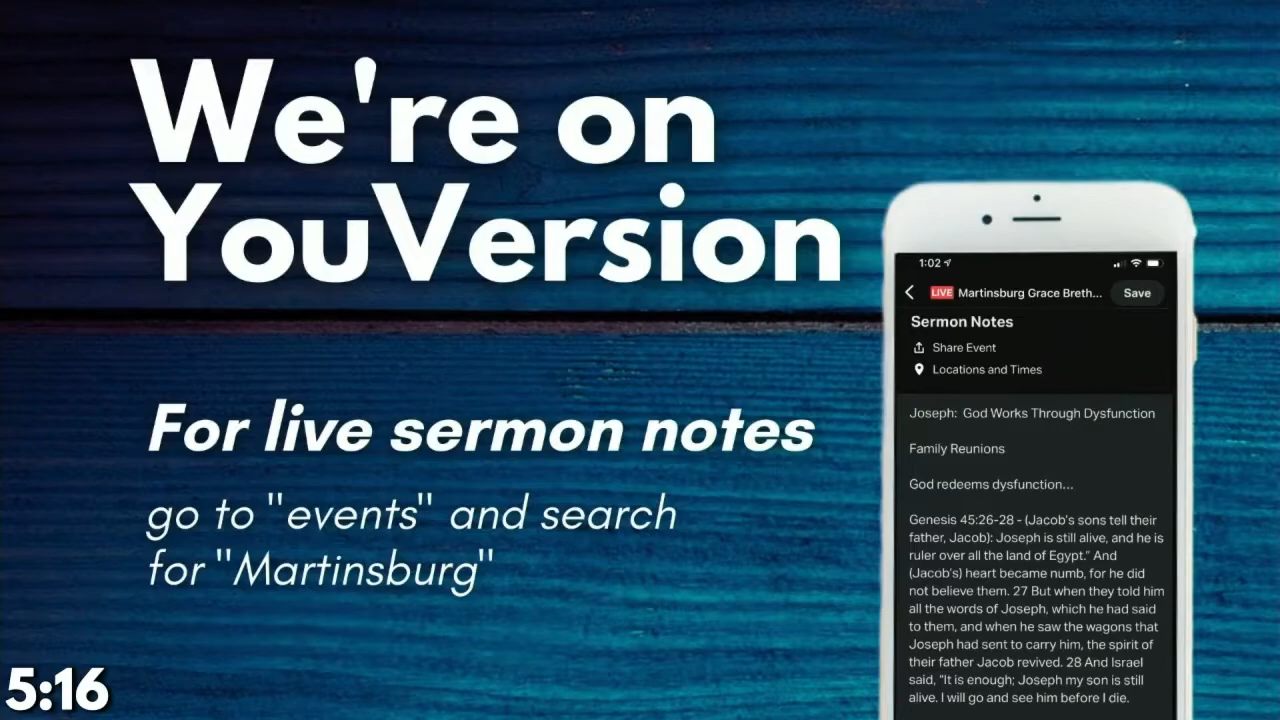 We're on
YouVersion
For live sermon notes
go to "events" and search
for "Martinsburg"
5:16
1:02
LIVE Martinsburg Grace Breth... Save
Sermon Notes
Share Event
Locations and Times
Joseph: God Works Through Dysfunction
Family Reunions
God redeems dysfunction...
Genesis 45:26-28 - (Jacob's sons tell their
father, Jacob): Joseph is still alive, and he is
ruler over all the land of Egypt." And
(Jacob's) heart became numb, for he did
not believe them. 27 But when they told him
all the words of Joseph, which he had said
to them, and when he saw the wagons that
Joseph had sent to carry him, the spirit of
their father Jacob revived. 28 And Israel
said, "It is enough; Joseph my son is still
alive. I will go and see him before I die.